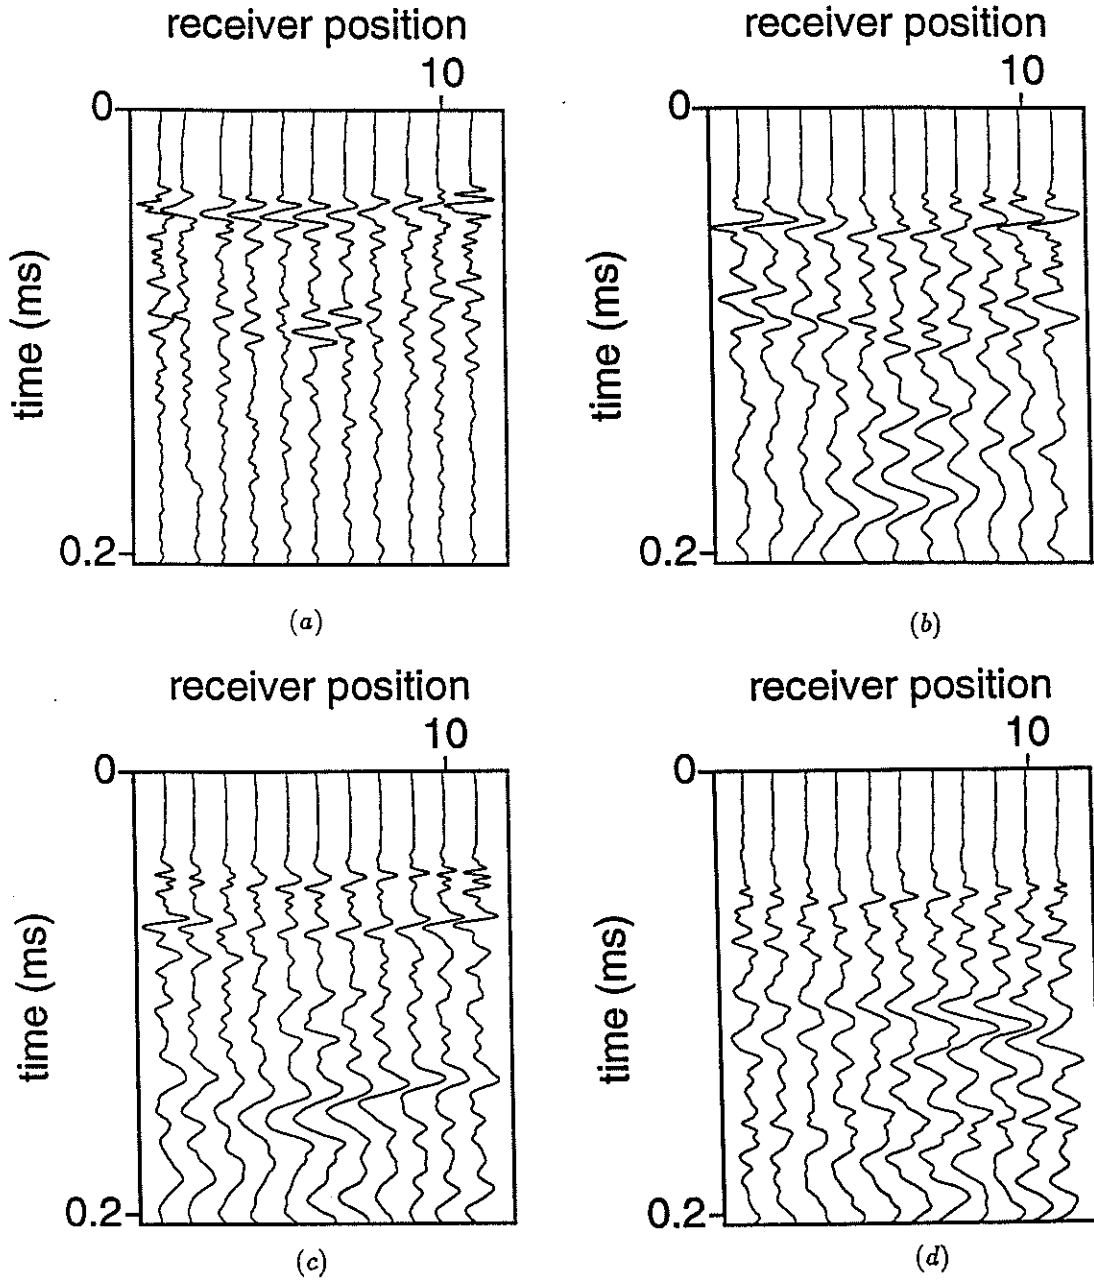 receiver position
10
0
time (ms)
0.2
(a)
receiver position
10
0
time (ms)
0.2
(b)
receiver position
10
0
time (ms)
0.2
(c)
receiver position
10
0
time (ms)
0.2
(d)